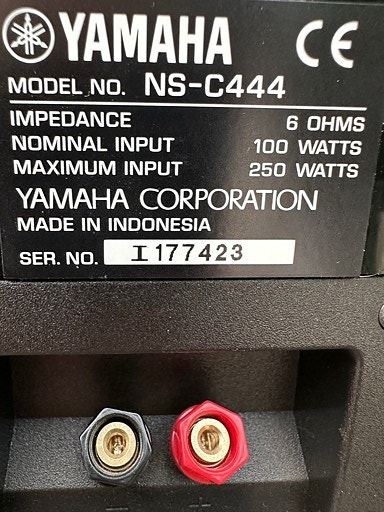 YAMAHA CE
MODEL NO. NS-C444
IMPEDANCE 6 OHMS
NOMINAL INPUT 100 WATTS
MAXIMUM INPUT 250 WATTS
YAMAHA CORPORATION
MADE IN INDONESIA
SER. NO. I177423
- +